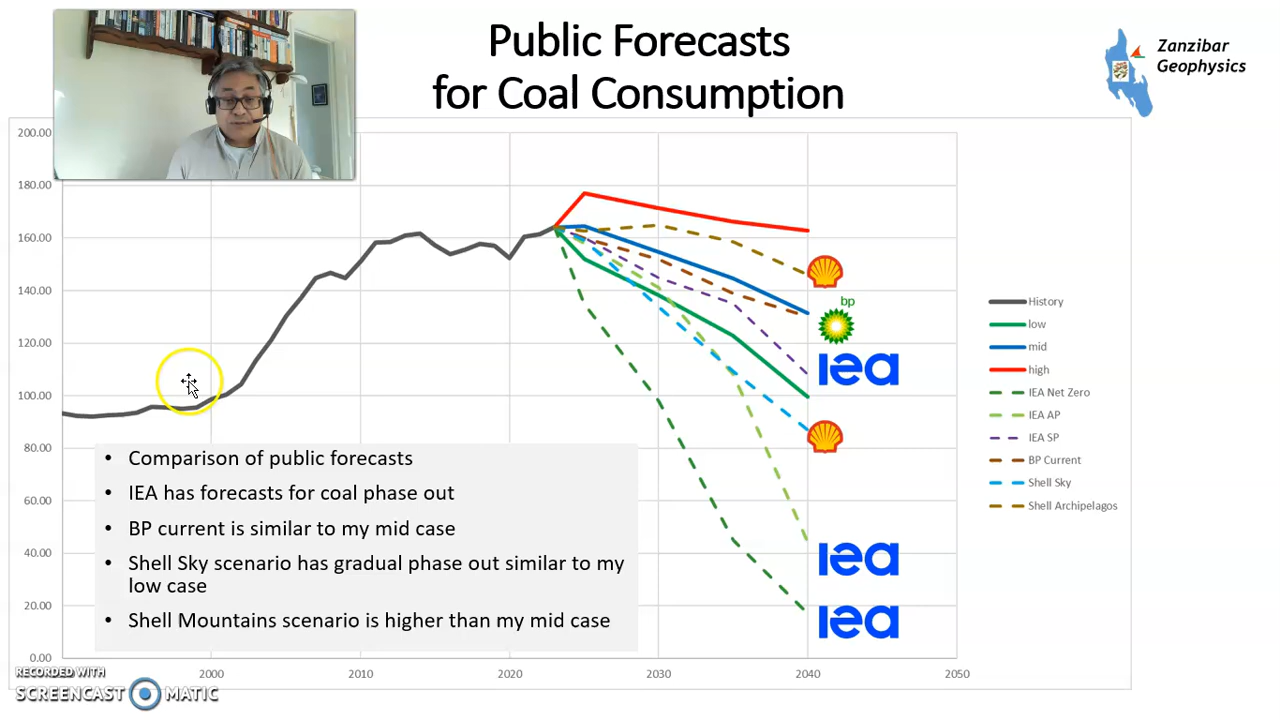 Public Forecasts
for Coal Consumption
Zanzibar
Geophysics
200.00
180.00
160.00
140.00
120.00
100.00
80.00
60.00
40.00
20.00
0.00
2000
2010
2020
2030
2040
2050
bp
iea
iea
iea
History
low
mid
high
IEA Net Zero
IEA AP
IEA SP
BP Current
Shell Sky
Shell Archipelagos
• Comparison of public forecasts
• IEA has forecasts for coal phase out
• BP current is similar to my mid case
• Shell Sky scenario has gradual phase out similar to my
low case
• Shell Mountains scenario is higher than my mid case
RECORDED WITH
SCREENCAST MATIC